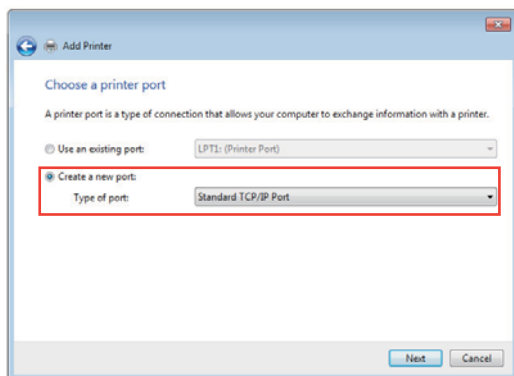 Add Printer
Choose a printer port
A printer port is a type of connection that allows your computer to exchange information with a printer.
Use an existing port: LPT1: (Printer Port)
Create a new port:
Type of port: Standard TCP/IP Port
Next Cancel